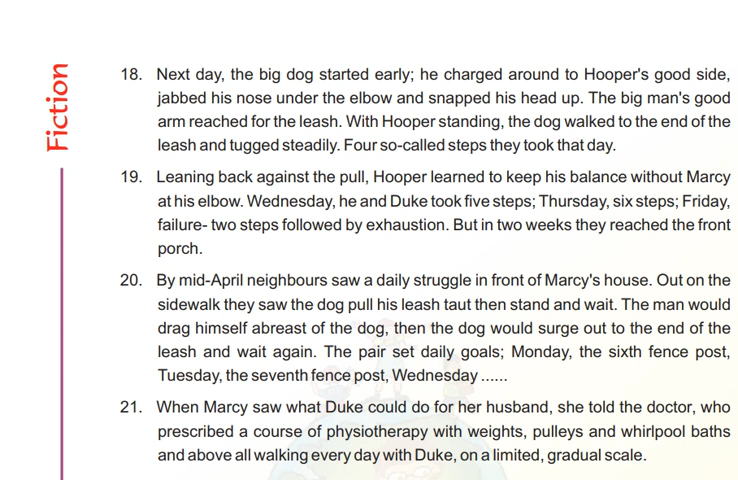 Fiction
18. Next day, the big dog started early; he charged around to Hooper's good side,
jabbed his nose under the elbow and snapped his head up. The big man's good
arm reached for the leash. With Hooper standing, the dog walked to the end of the
leash and tugged steadily. Four so-called steps they took that day.
19. Leaning back against the pull, Hooper learned to keep his balance without Marcy
at his elbow. Wednesday, he and Duke took five steps; Thursday, six steps; Friday,
failure- two steps followed by exhaustion. But in two weeks they reached the front
porch.
20. By mid-April neighbours saw a daily struggle in front of Marcy's house. Out on the
sidewalk they saw the dog pull his leash taut then stand and wait. The man would
drag himself abreast of the dog, then the dog would surge out to the end of the
leash and wait again. The pair set daily goals; Monday, the sixth fence post,
Tuesday, the seventh fence post, Wednesday ......
21. When Marcy saw what Duke could do for her husband, she told the doctor, who
prescribed a course of physiotherapy with weights, pulleys and whirlpool baths
and above all walking every day with Duke, on a limited, gradual scale.